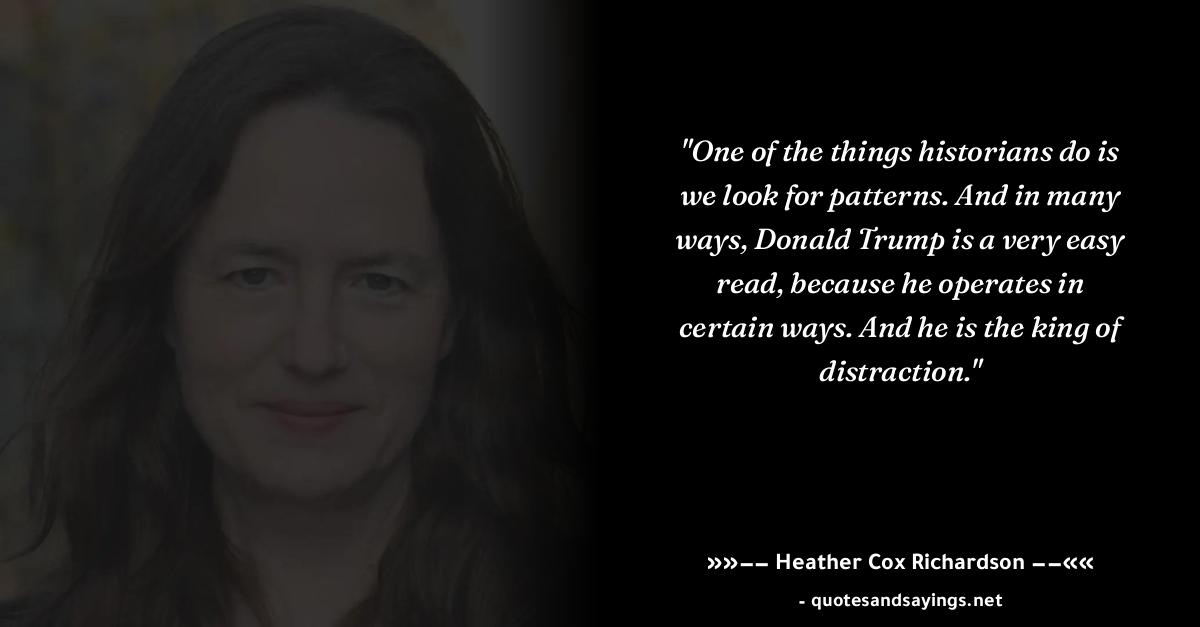 "One of the things historians do is
we look for patterns. And in many
ways, Donald Trump is a very easy
read, because he operates in
certain ways. And he is the king of
distraction."
»»–– Heather Cox Richardson ––««
- quotesandsayings.net